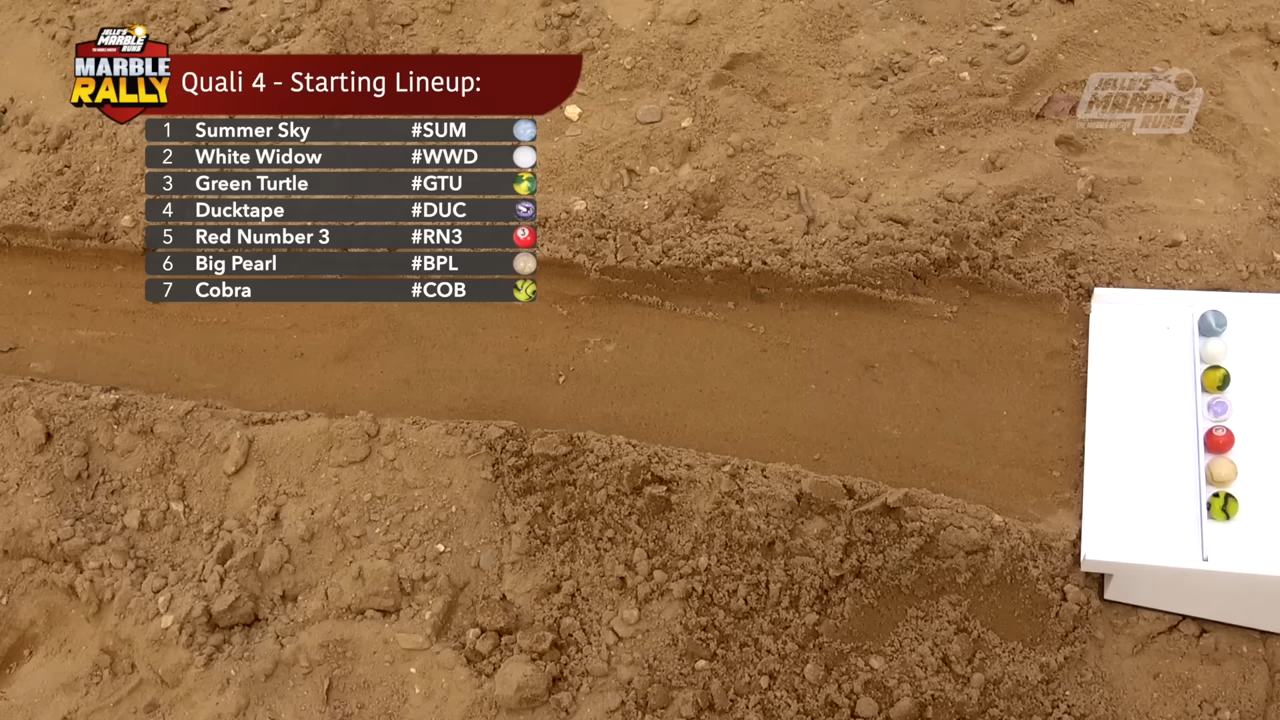 JELLE'S
MARBLE
RUNS
MARBLE
RALLY
Quali 4 - Starting Lineup:
1 Summer Sky #SUM
2 White Widow #WWD
3 Green Turtle #GTU
4 Ducktape #DUC
5 Red Number 3 #RN3
6 Big Pearl #BPL
7 Cobra #COB
JELLE'S
MARBLE
RUNS
3